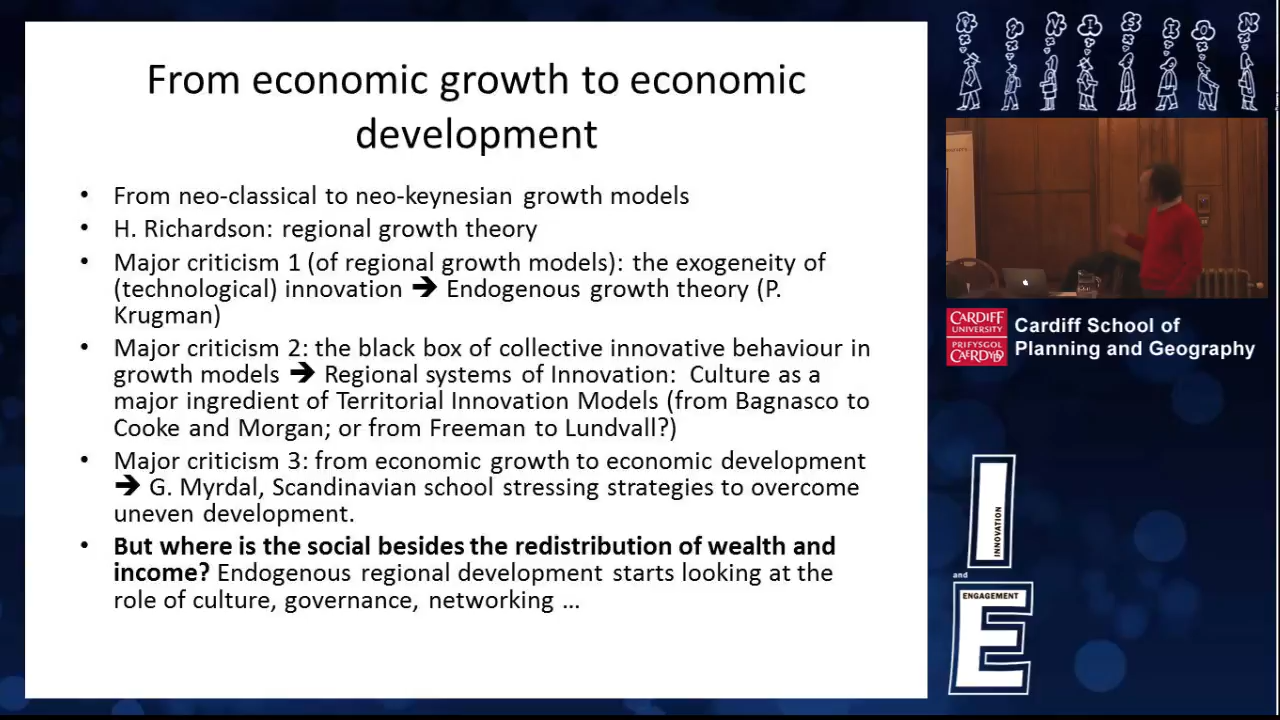 From economic growth to economic
development
• From neo-classical to neo-keynesian growth models
• H. Richardson: regional growth theory
• Major criticism 1 (of regional growth models): the exogeneity of
(technological) innovation ➔ Endogenous growth theory (P.
Krugman)
• Major criticism 2: the black box of collective innovative behaviour in
growth models ➔ Regional systems of Innovation: Culture as a
major ingredient of Territorial Innovation Models (from Bagnasco to
Cooke and Morgan; or from Freeman to Lundvall?)
• Major criticism 3: from economic growth to economic development
➔ G. Myrdal, Scandinavian school stressing strategies to overcome
uneven development.
• But where is the social besides the redistribution of wealth and
income? Endogenous regional development starts looking at the
role of culture, governance, networking ...
CARDIFF
UNIVERSITY
PRIFYSGOL
CAERDYDD
Cardiff School of
Planning and Geography
I
INNOVATION
and
ENGAGEMENT
E